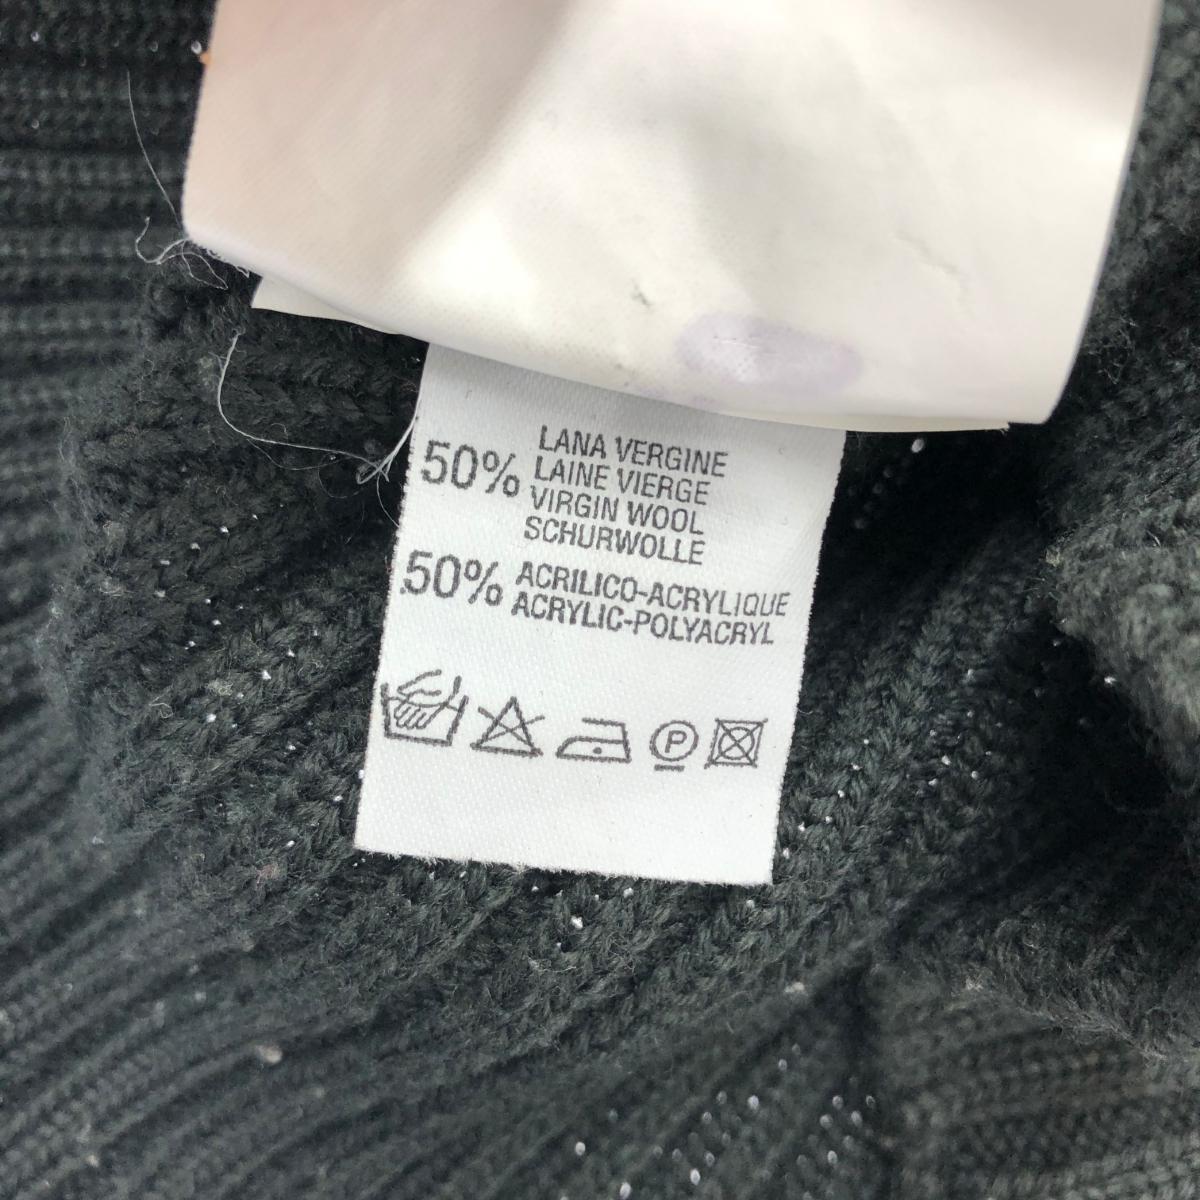 50% LANA VERGINE
LAINE VIERGE
VIRGIN WOOL
SCHURWOLLE
50% ACRILICO-ACRYLIQUE
ACRYLIC-POLYACRYL
P